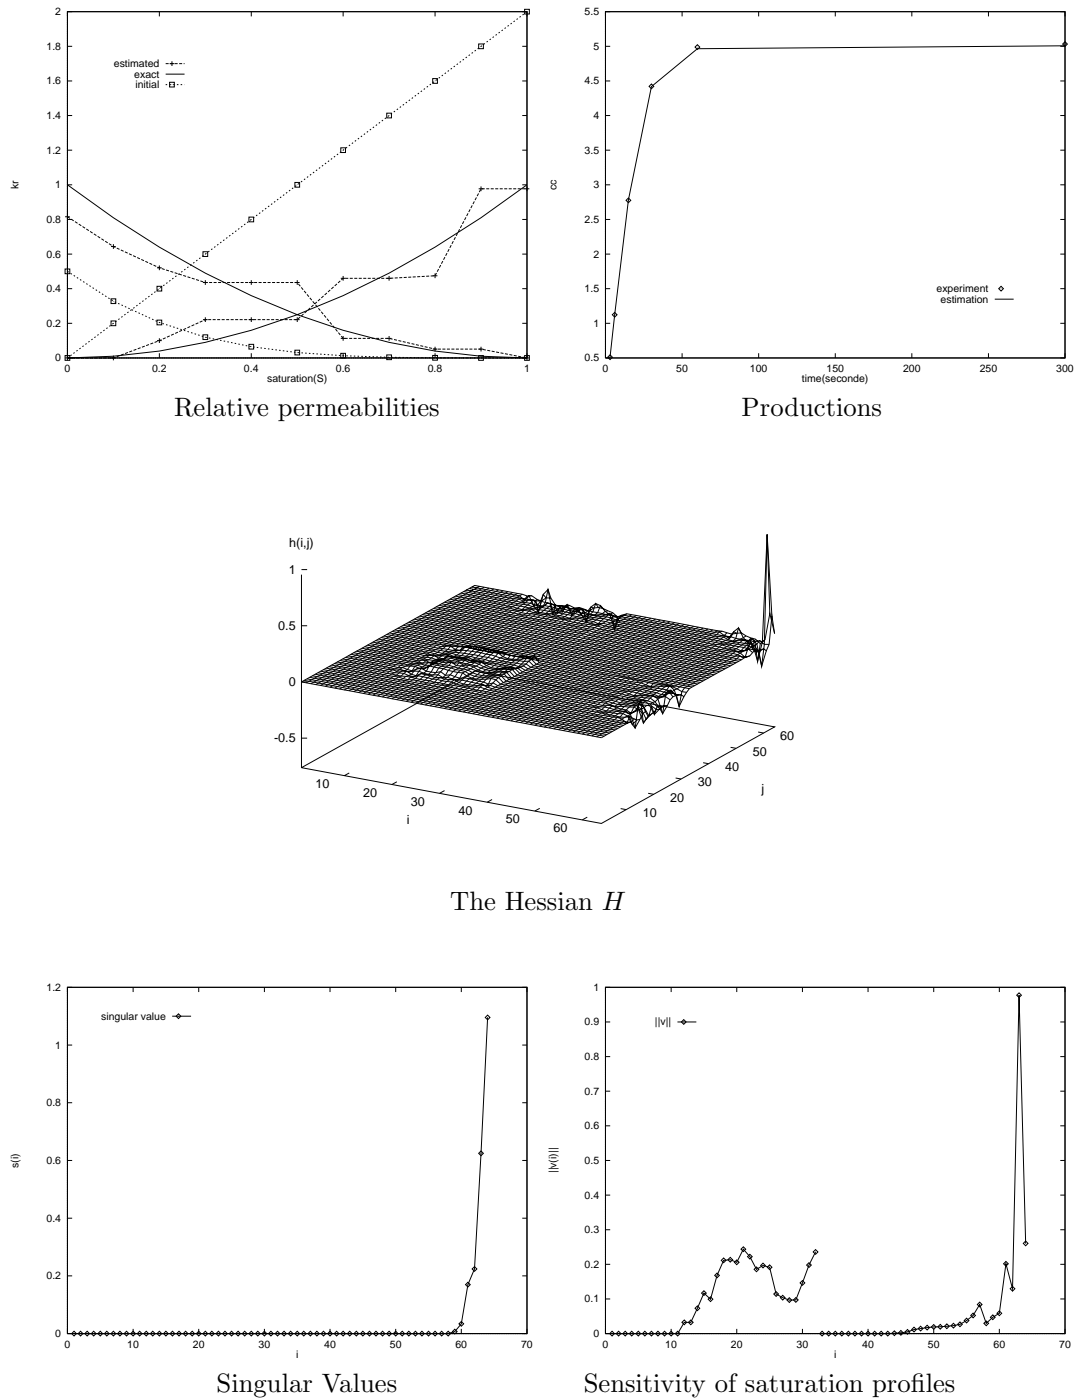 2
1.8
1.6
1.4
1.2
1
0.8
0.6
0.4
0.2
0
kr
estimated
exact
initial
0 0.2 0.4 0.6 0.8 1
saturation(S)
Relative permeabilities
5.5
5
4.5
4
3.5
3
2.5
2
1.5
1
0.5
cc
experiment
estimation
0 50 100 150 200 250 300
time(seconde)
Productions
h(i,j)
1
0.5
0
-0.5
10 20 30 40 50 60
i
10 20 30 40 50 60
j
The Hessian H
1.2
1
0.8
0.6
0.4
0.2
0
s(i)
singular value
0 10 20 30 40 50 60 70
i
Singular Values
1
0.9
0.8
0.7
0.6
0.5
0.4
0.3
0.2
0.1
0
||v(i)||
||v||
0 10 20 30 40 50 60 70
i
Sensitivity of saturation profiles